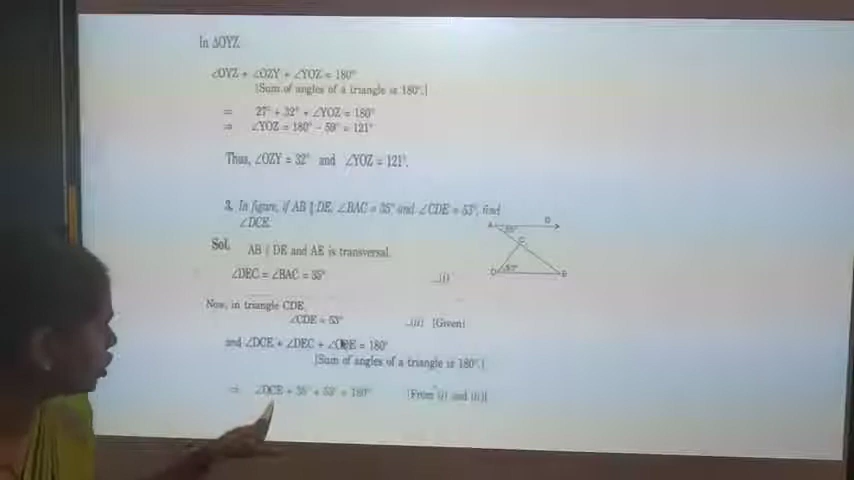 In ΔOYZ
∠OYZ + ∠OZY + ∠YOZ = 180°
[Sum of angles of a triangle is 180°.]
⇒ 27° + 32° + ∠YOZ = 180°
⇒ ∠YOZ = 180° - 59° = 121°
Thus, ∠OZY = 32° and ∠YOZ = 121°.
3. In figure, if AB || DE, ∠BAC = 35° and ∠CDE = 53°, find
∠DCE.
A B
35°
C
D 53° E
Sol. AB || DE and AE is transversal.
∠DEC = ∠BAC = 35° ...(i)
Now, in triangle CDE,
∠CDE = 53° ...(ii) [Given]
and ∠DCE + ∠DEC + = 180°
[Sum of angles of a triangle is 180°.]
⇒ ∠DCE + 35° + 53° = 180° [From (i) and (ii)]